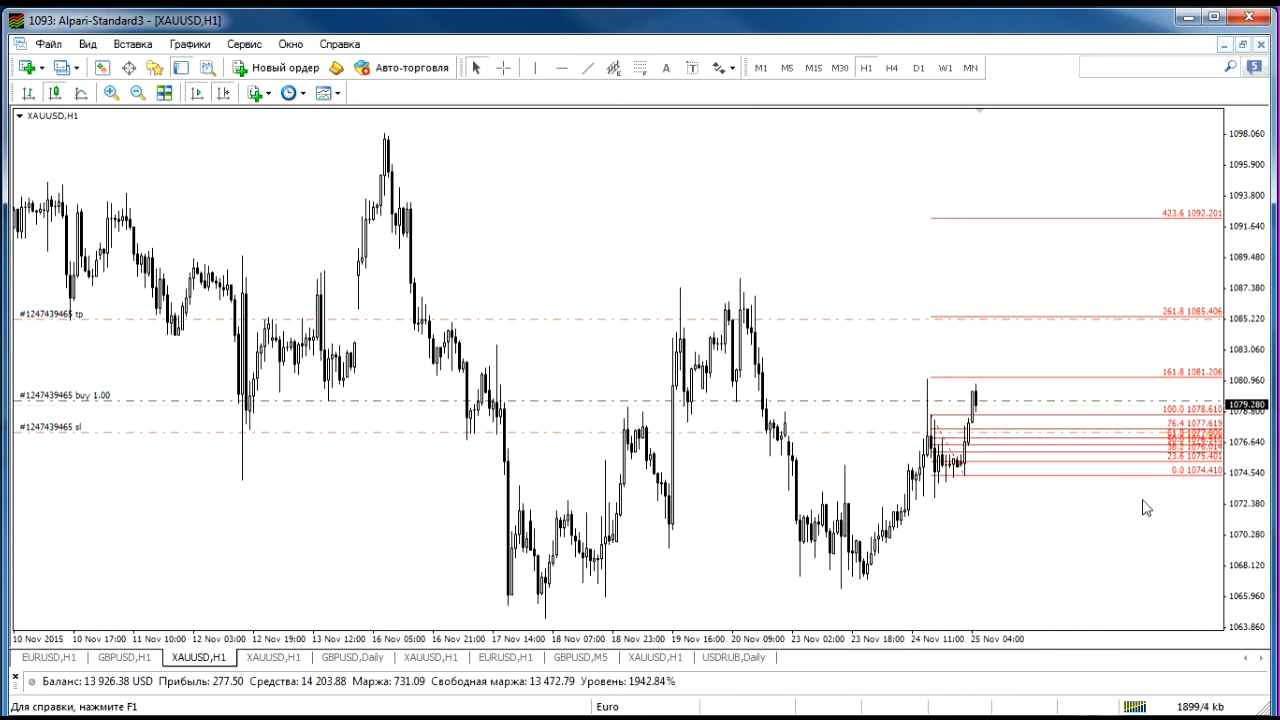 1093: Alpari-Standard3 - [XAUUSD,H1]
Файл Вид Вставка Графики Сервис Окно Справка
Новый ордер Авто-торговля A T M1 M5 M15 M30 H1 H4 D1 W1 MN 5
XAUUSD,H1
1098.060
1095.900
1093.800
423.6 1092.201
1091.640
1089.480
1087.380
#1247439465 tp
261.8 1085.406
1085.220
1083.060
161.8 1081.206
1080.960
#1247439465 buy 1.00
1079.280
100.0 1078.610
1078.800
76.4 1077.619
#1247439465 sl
1076.640
23.6 1075.401
0.0 1074.410
1074.540
1072.380
1070.280
1068.120
1065.960
1063.860
10 Nov 2015 10 Nov 17:00 11 Nov 10:00 12 Nov 03:00 12 Nov 19:00 13 Nov 12:00 16 Nov 05:00 16 Nov 21:00 17 Nov 14:00 18 Nov 07:00 18 Nov 23:00 19 Nov 16:00 20 Nov 09:00 23 Nov 02:00 23 Nov 18:00 24 Nov 11:00 25 Nov 04:00
EURUSD,H1 GBPUSD,H1 XAUUSD,H1 XAUUSD,H1 GBPUSD,Daily XAUUSD,H1 EURUSD,H1 GBPUSD,M5 XAUUSD,H1 USDRUB,Daily
Баланс: 13 926.38 USD Прибыль: 277.50 Средства: 14 203.88 Маржа: 731.09 Свободная маржа: 13 472.79 Уровень: 1942.84%
Для справки, нажмите F1 Euro 1899/4 kb